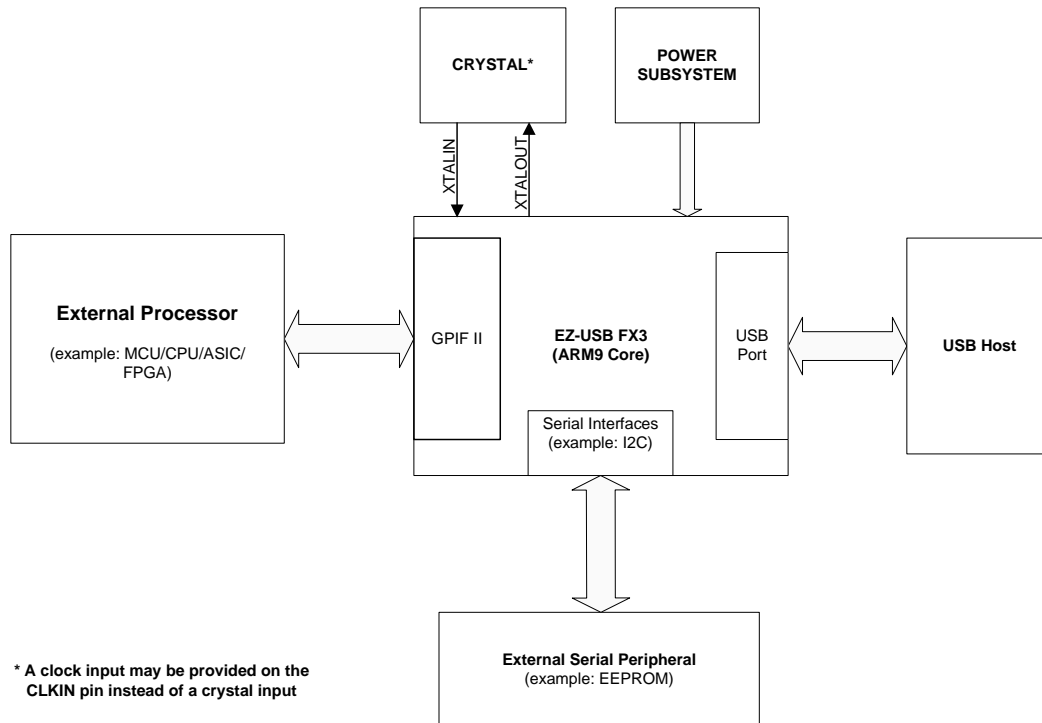 CRYSTAL*
POWER
SUBSYSTEM
XTALIN
XTALOUT
External Processor
(example: MCU/CPU/ASIC/
FPGA)
GPIF II
EZ-USB FX3
(ARM9 Core)
USB
Port
USB Host
Serial Interfaces
(example: I2C)
External Serial Peripheral
(example: EEPROM)
* A clock input may be provided on the
CLKIN pin instead of a crystal input